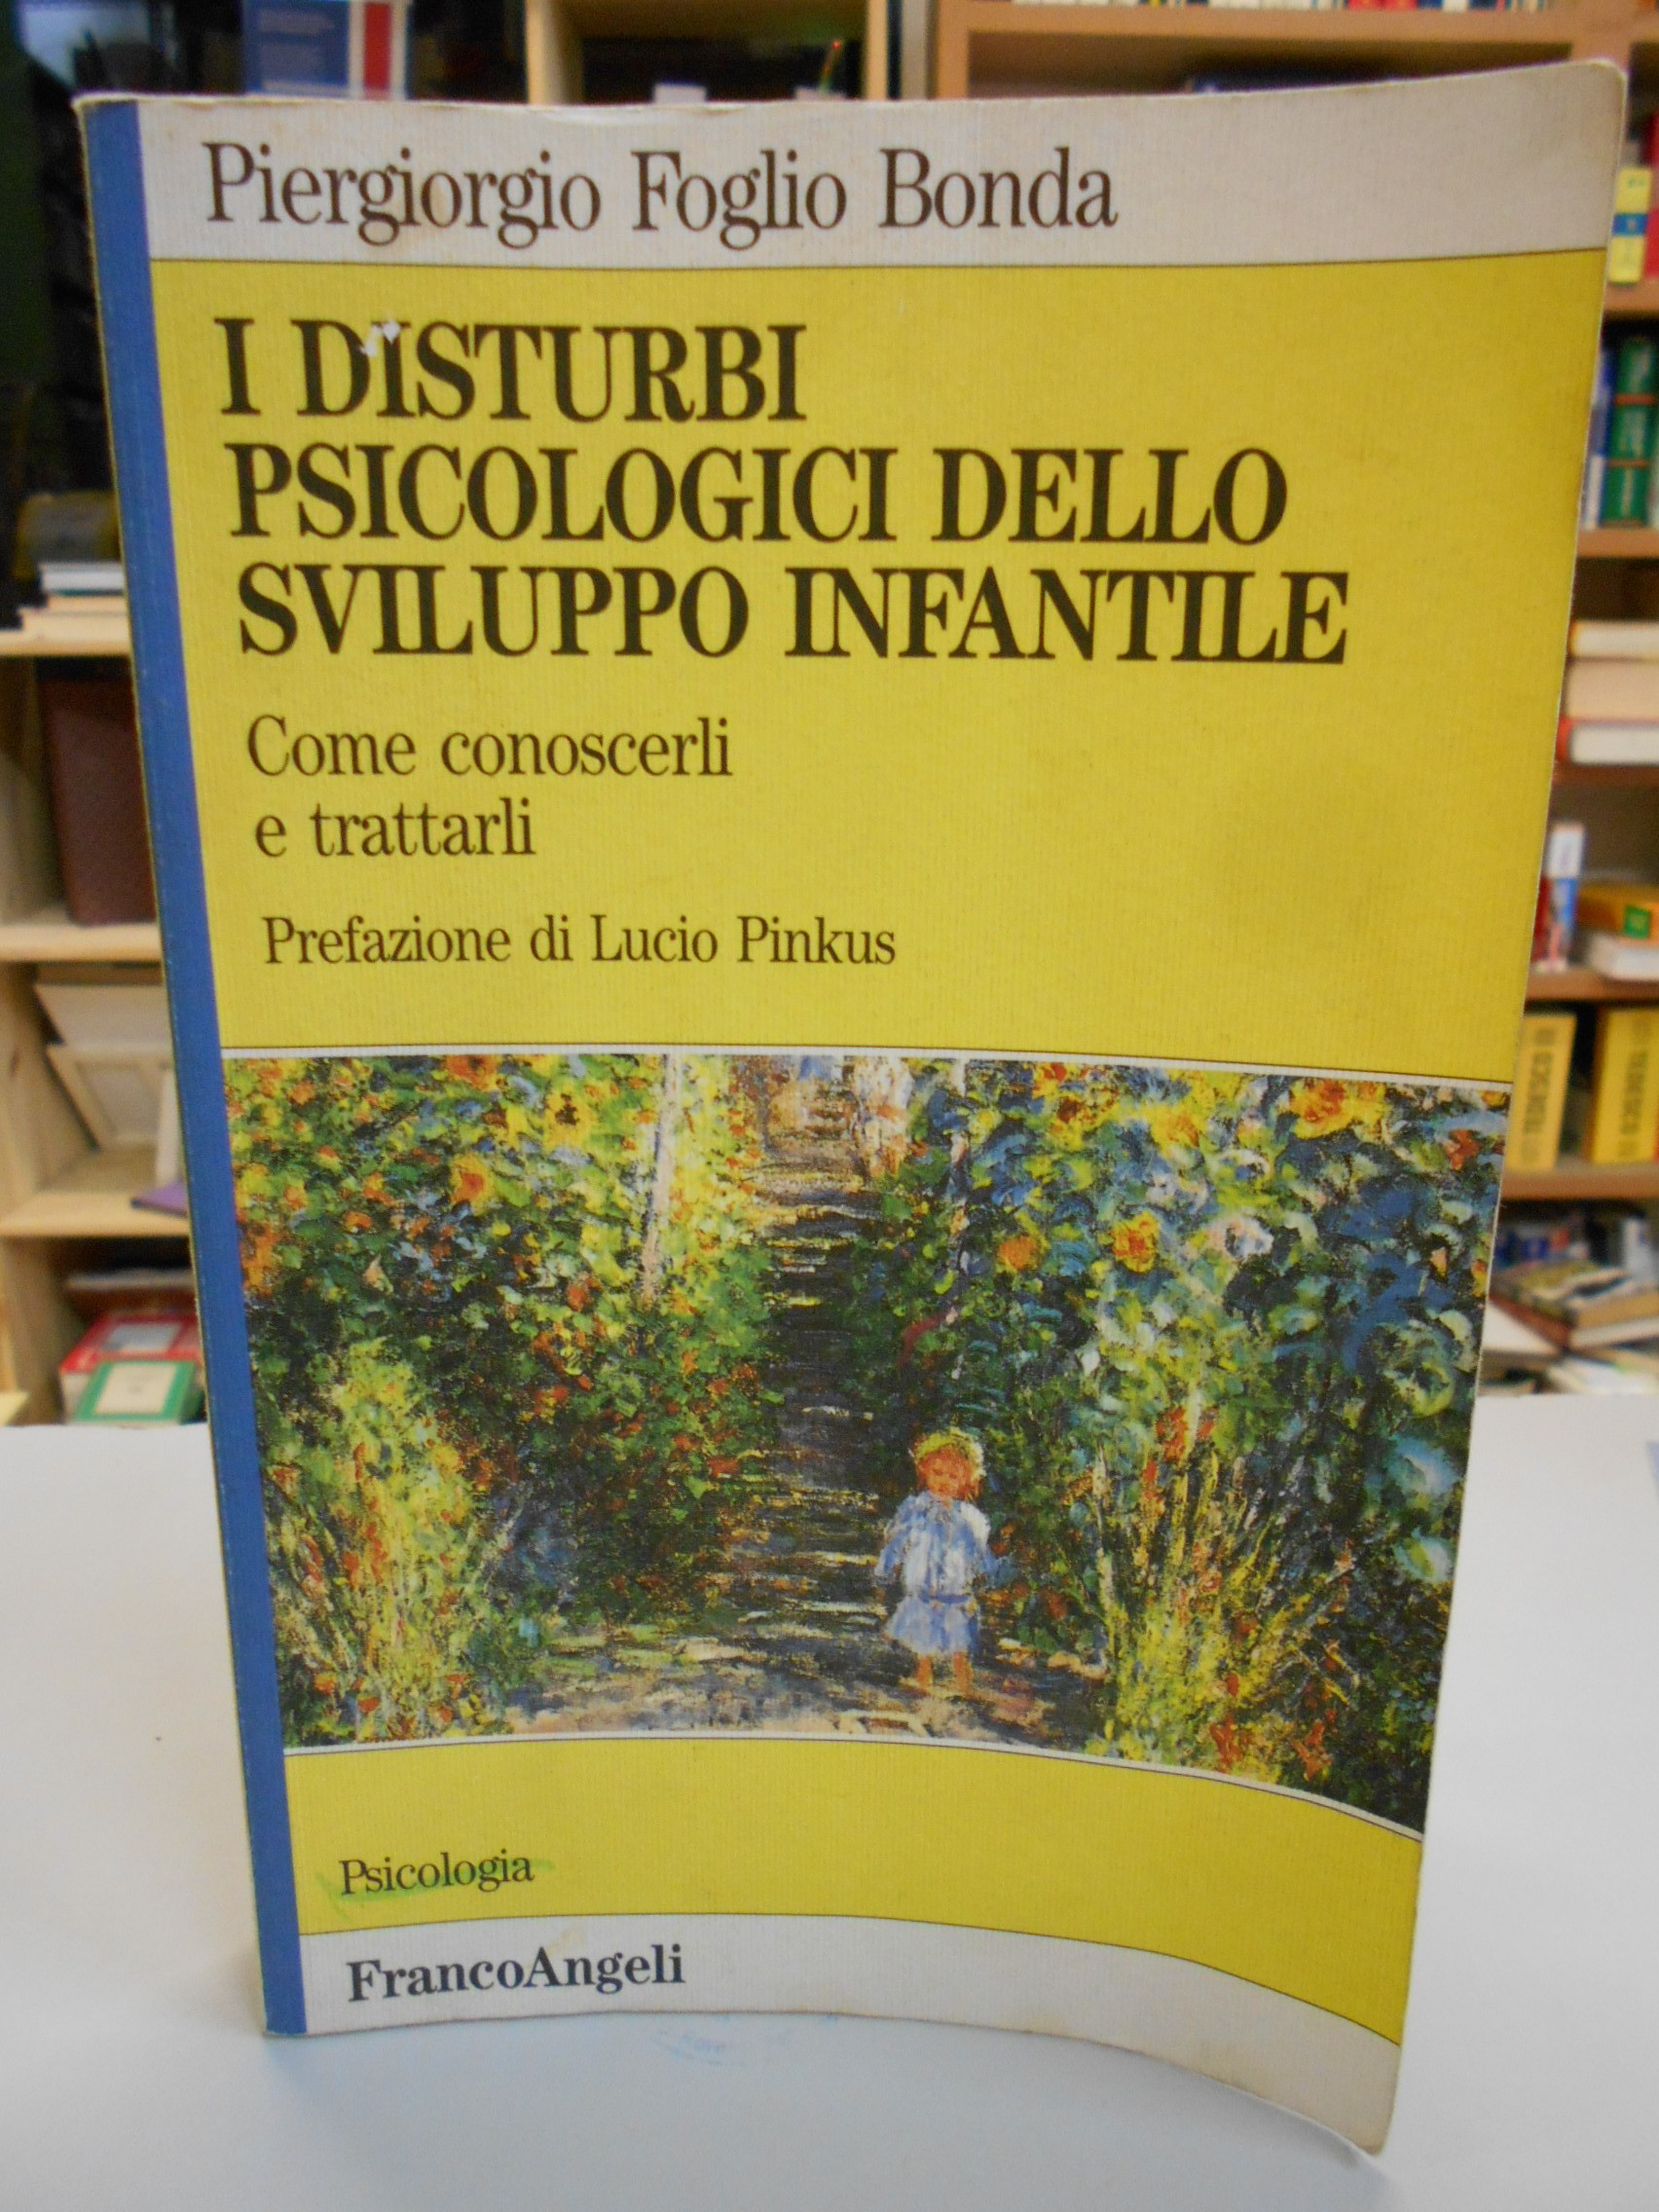 Piergiorgio Foglio Bonda
I DISTURBI
PSICOLOGICI DELLO
SVILUPPO INFANTILE
Come conoscerli
e trattarli
Prefazione di Lucio Pinkus
Psicologia
FrancoAngeli